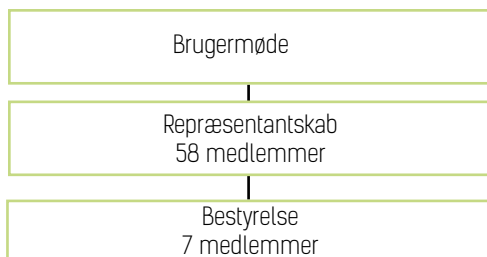 Brugermøde
Repræsentantskab
58 medlemmer
Bestyrelse
7 medlemmer